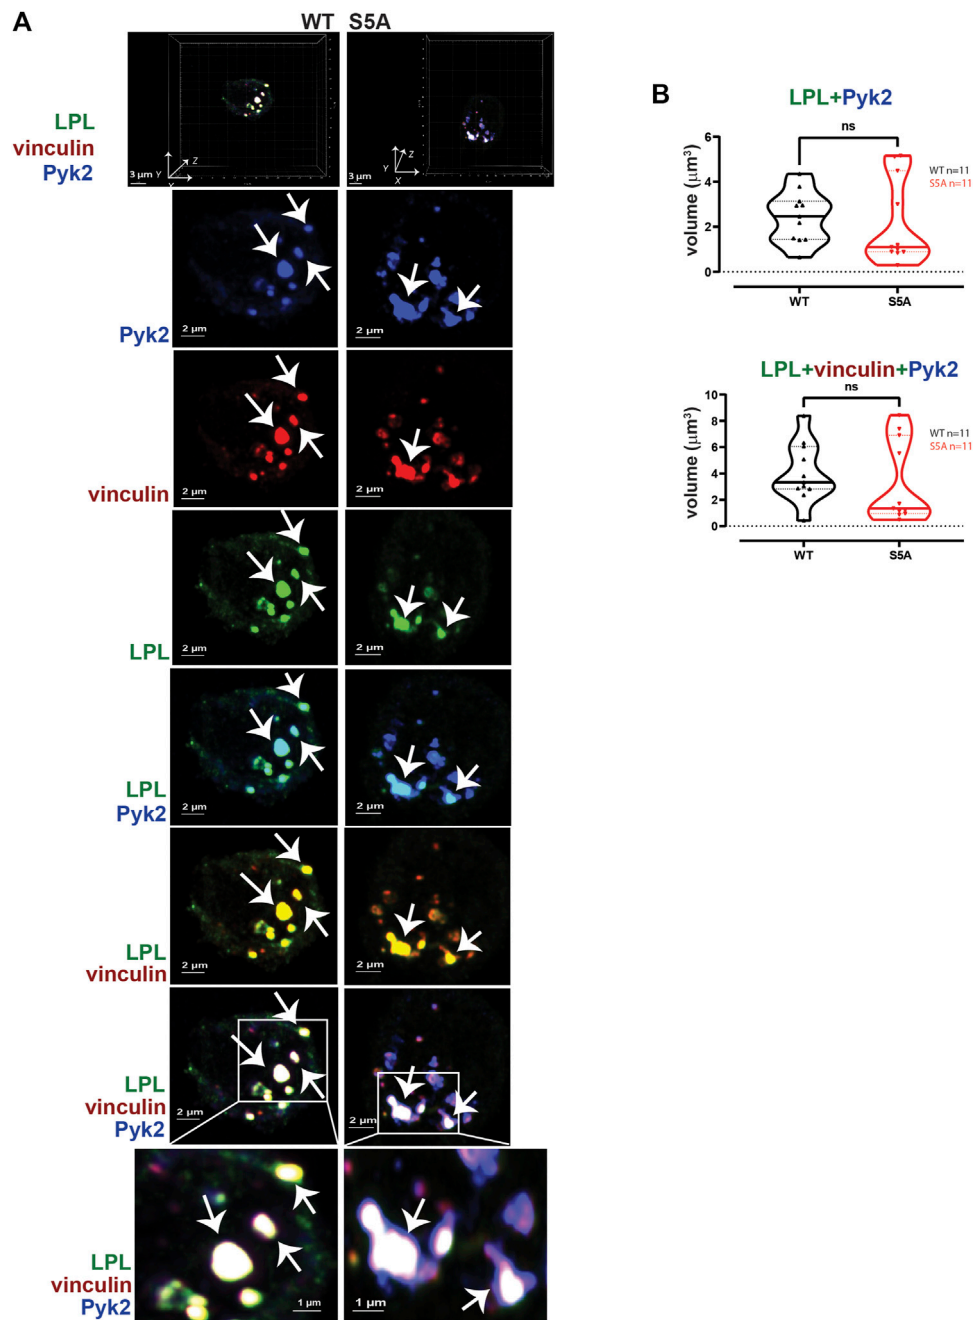 A
WT S5A
LPL
vinculin
Pyk2
Z
Y
X
3 µm
Z
Y
X
3 µm
Pyk2
2 µm
2 µm
vinculin
2 µm
2 µm
LPL
2 µm
2 µm
LPL
Pyk2
2 µm
2 µm
LPL
vinculin
2 µm
2 µm
LPL
vinculin
Pyk2
2 µm
2 µm
LPL
vinculin
Pyk2
1 µm
1 µm
B
LPL+Pyk2
ns
volume (µm³)
6
4
2
0
WT n=11
S5A n=11
WT
S5A
LPL+vinculin+Pyk2
ns
volume (µm³)
10
8
6
4
2
0
WT n=11
S5A n=11
WT
S5A